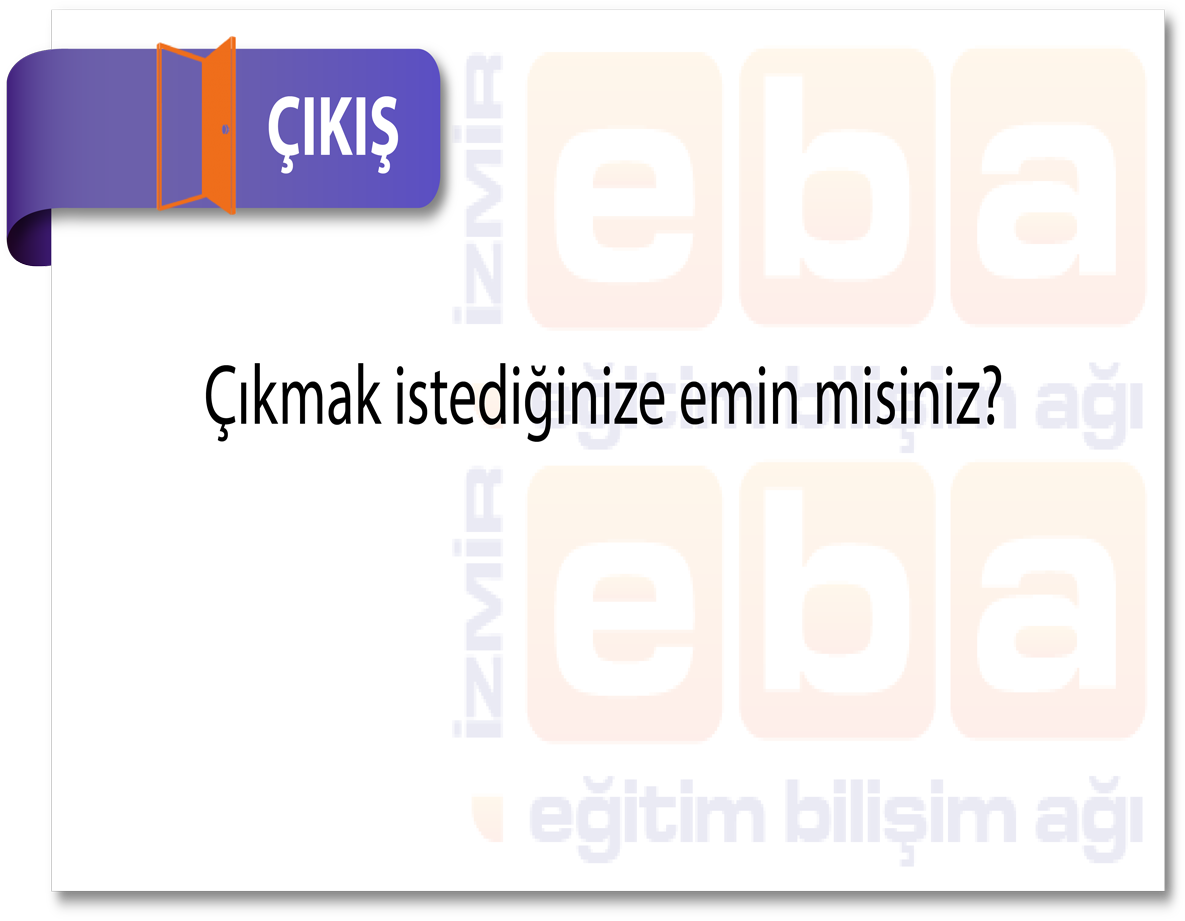 ÇIKIŞ
İZMİR
eba
Çıkmak istediğinize emin misiniz?
eğitim bilişim ağı
İZMİR
eba
eğitim bilişim ağı